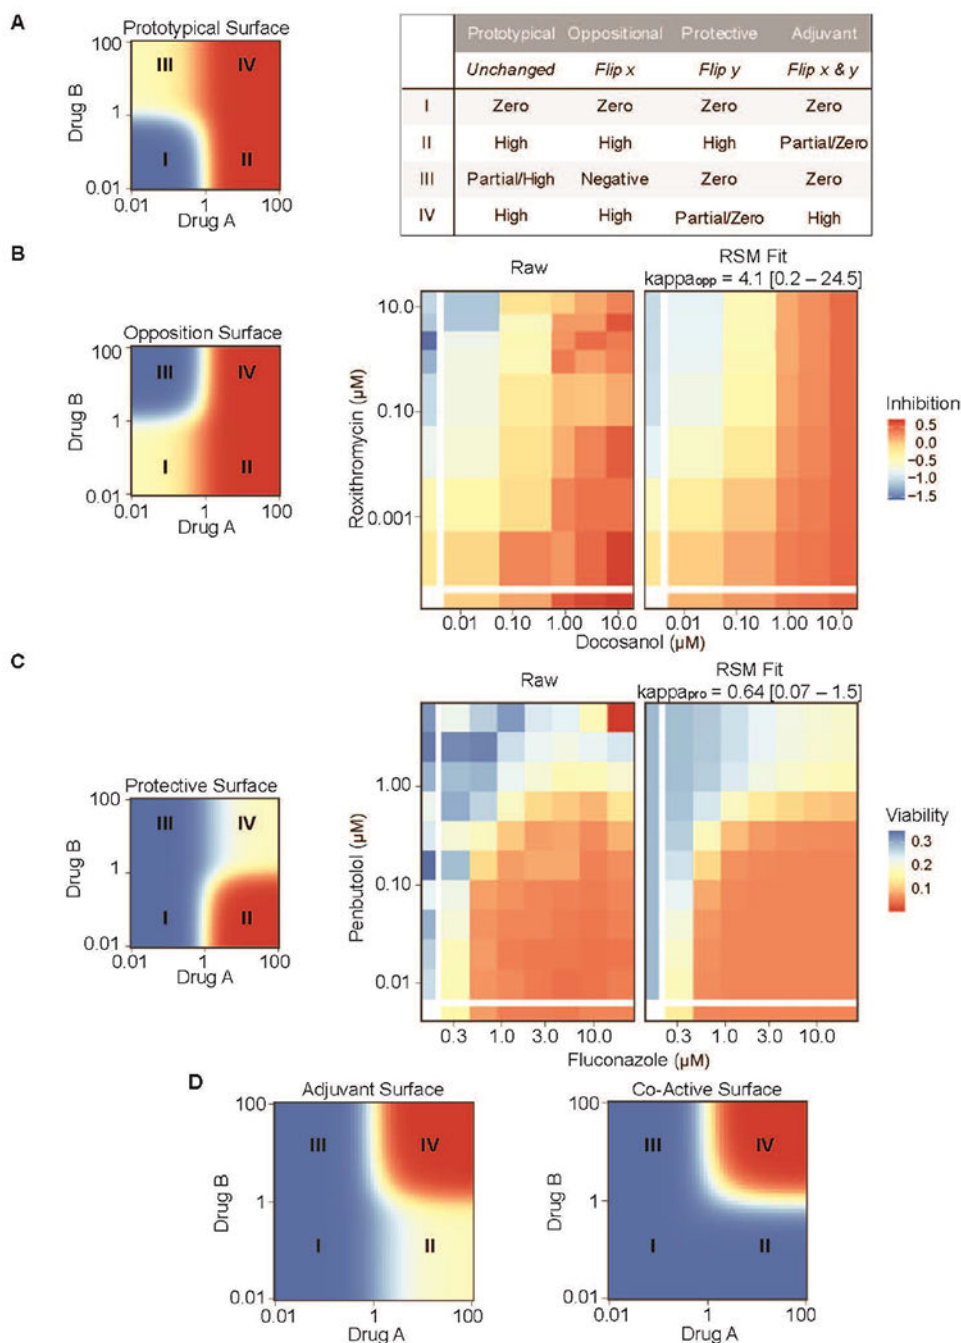 A
Prototypical Surface
100
III
IV
1
I
II
0.01
0.01
1
100
Drug A
Drug B
Prototypical Oppositional Protective Adjuvant
Unchanged Flip x Flip y Flip x & y
I Zero Zero Zero Zero
II High High High Partial/Zero
III Partial/High Negative Zero Zero
IV High High Partial/Zero High
B
Opposition Surface
100
III
IV
1
I
II
0.01
0.01
1
100
Drug A
Drug B
Raw
RSM Fit
kappaopp = 4.1 [0.2 – 24.5]
10.0
0.10
0.001
Roxithromycin (µM)
0.01 0.10 1.00 10.0
0.01 0.10 1.00 10.0
Docosanol (µM)
Inhibition
0.5
0.0
−0.5
−1.0
−1.5
C
Protective Surface
100
III
IV
1
I
II
0.01
0.01
1
100
Drug A
Drug B
Raw
RSM Fit
kappapro = 0.64 [0.07 – 1.5]
1.00
0.10
0.01
Penbutolol (µM)
0.3 1.0 3.0 10.0
0.3 1.0 3.0 10.0
Fluconazole (µM)
Viability
0.3
0.2
0.1
D
Adjuvant Surface
100
III
IV
1
I
II
0.01
0.01
1
100
Drug A
Drug B
Co-Active Surface
100
III
IV
1
I
II
0.01
0.01
1
100
Drug A
Drug B